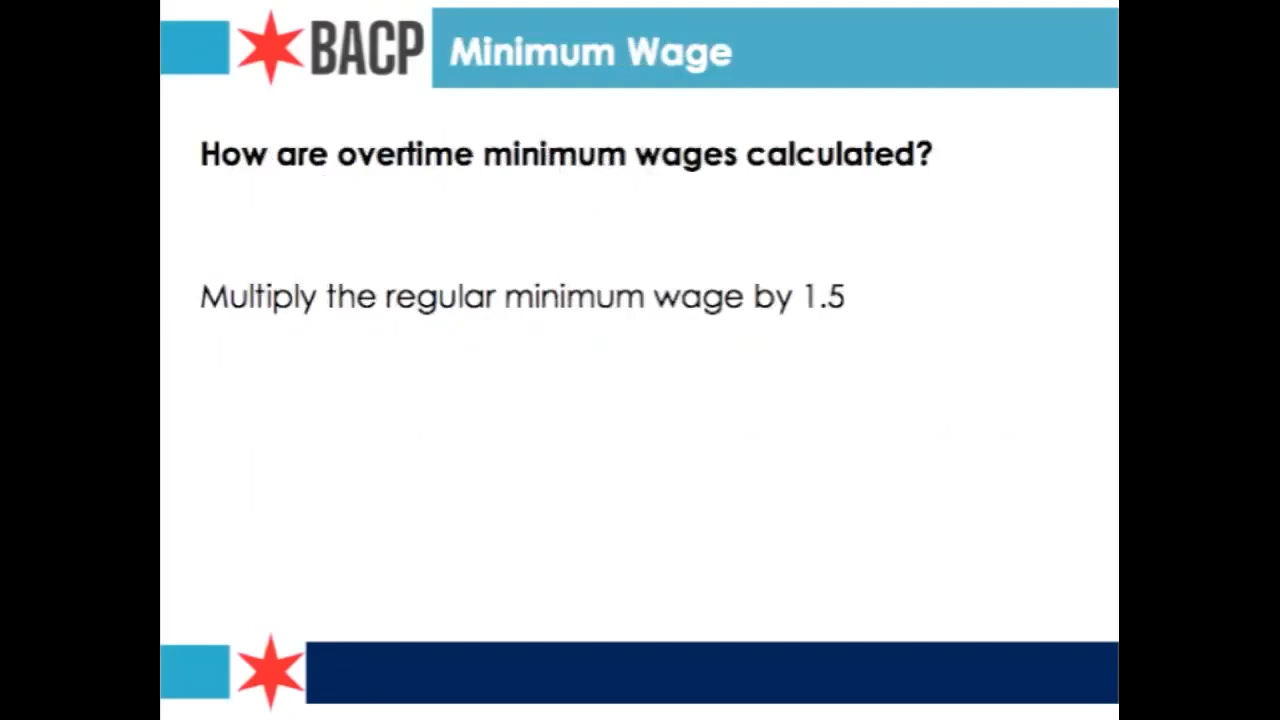 BACP Minimum Wage
How are overtime minimum wages calculated?
Multiply the regular minimum wage by 1.5